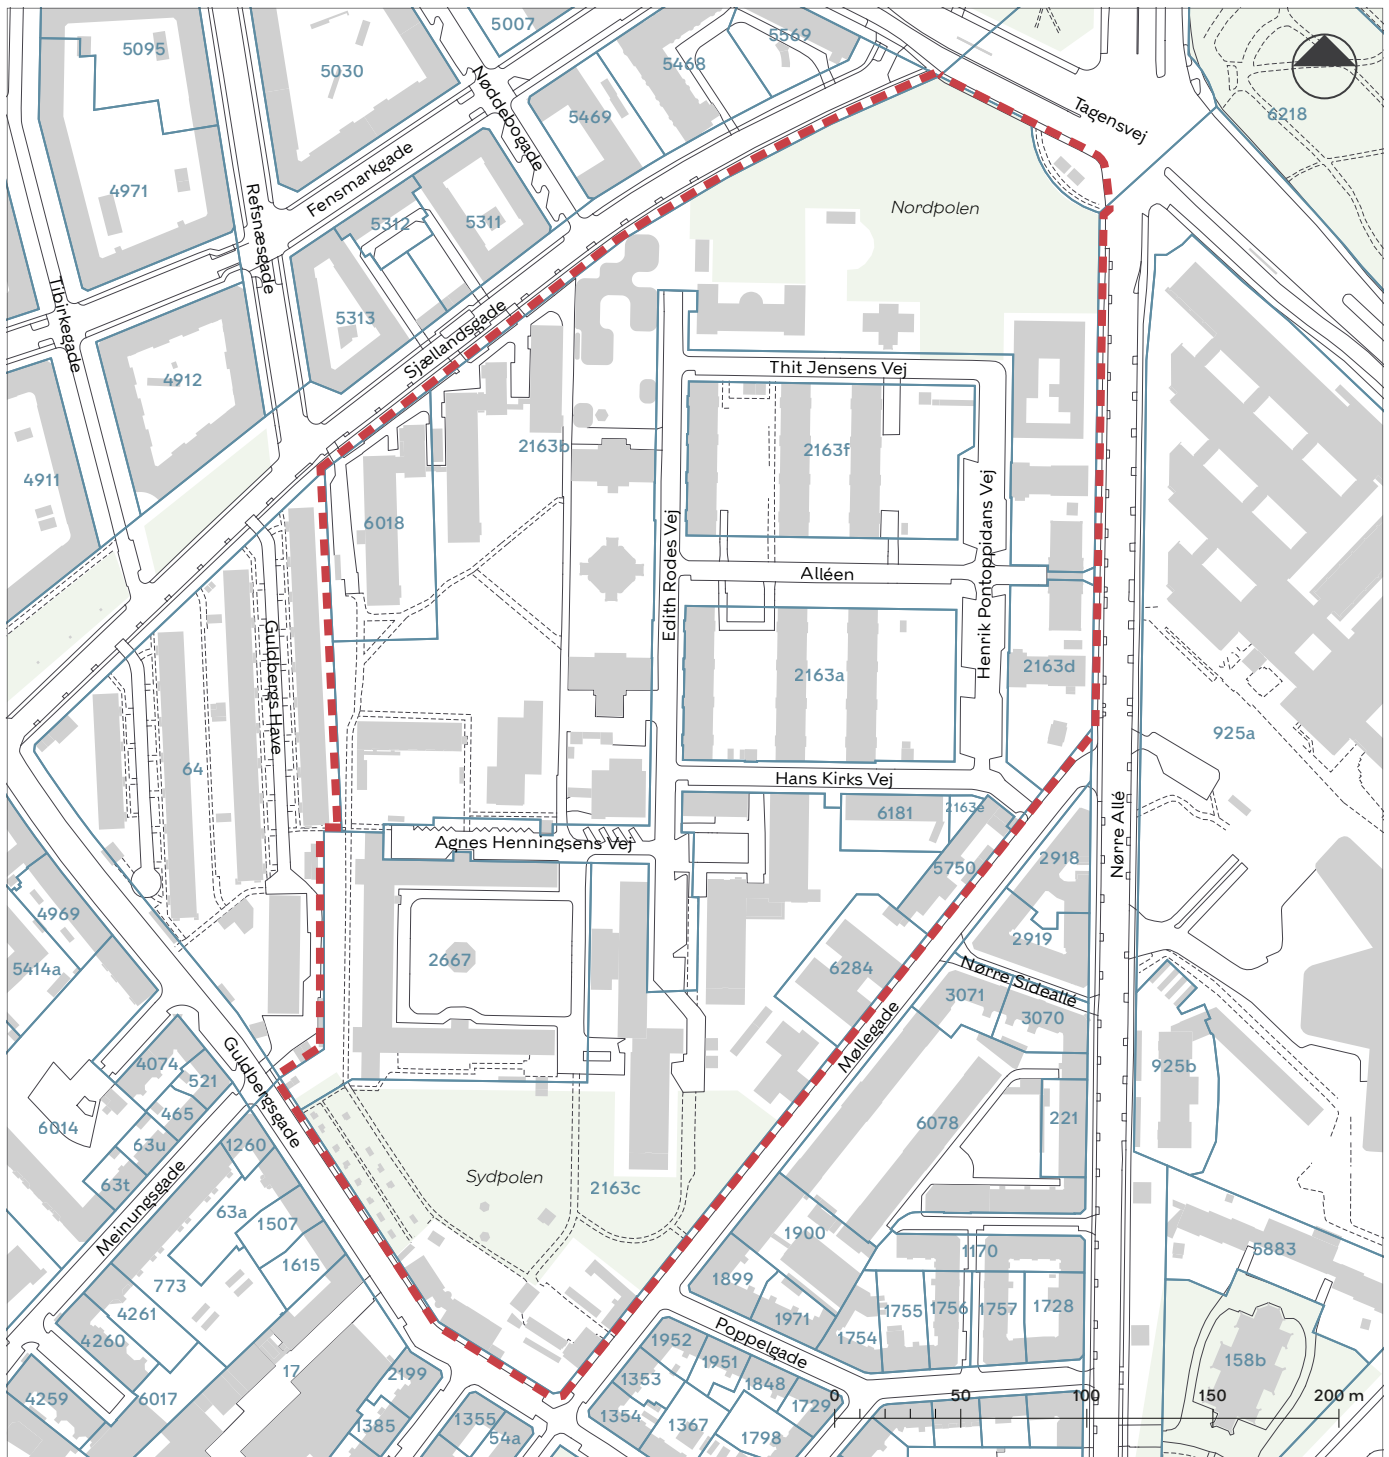 5007
5095
5030
5569
5468
Nøddebogade
5469
Tagensvej
6218
Fensmarkgade
4971
Refsnæsgade
5312
5311
Nordpolen
Tibirkegade
5313
Sjællandsgade
4912
Thit Jensens Vej
2163b
2163f
4911
6018
Edith Rodes Vej
Henrik Pontoppidans Vej
Alléen
Guldbergs Have
2163a
2163d
64
925a
Hans Kirks Vej
2163e
6181
Nørre Allé
Agnes Henningsens Vej
5750
2918
4969
2919
5414a
2667
6284
Nørre Sideallé
3071
3070
Møllegade
Guldbergsgade
4074
521
925b
465
6014
6078
221
63u
1260
Sydpolen
63t
2163c
Meinungsgade
63a
1507
1900
1170
5883
1615
773
1899
4261
1971
1755
1756
1757
1728
1754
4260
Poppelgade
1952
1951
158b
17
2199
1353
1848
4259
6017
1729
1354
1367
1385
1355
54a
1798
0
50
100
150
200 m